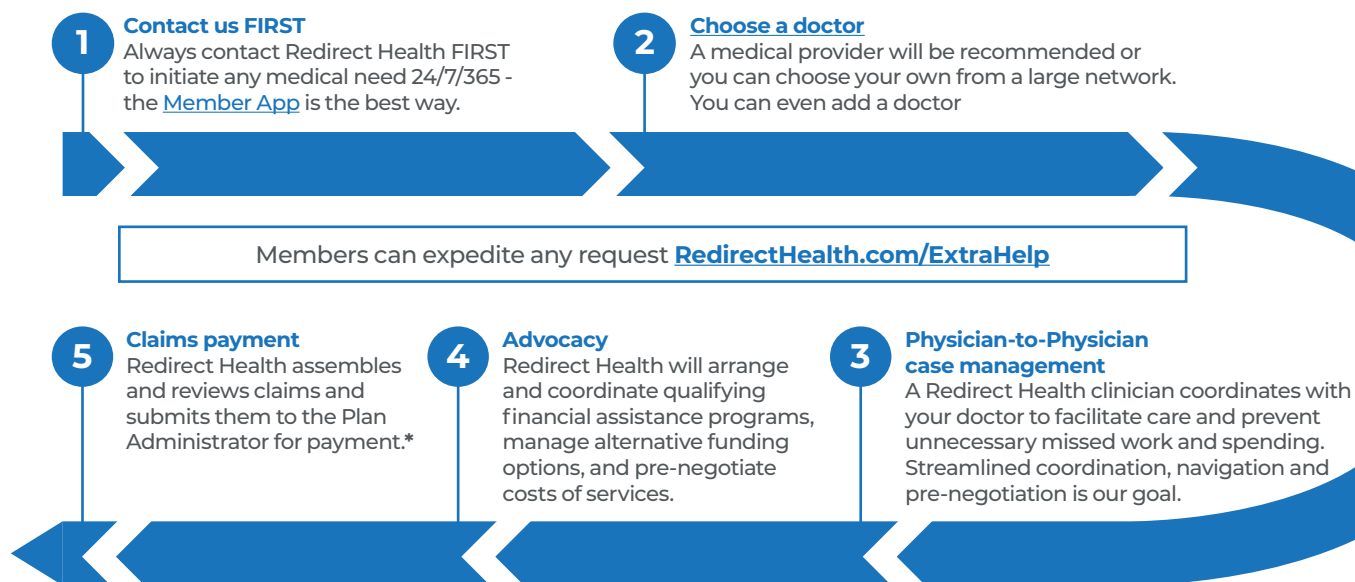 1
Contact us FIRST
Always contact Redirect Health FIRST
to initiate any medical need 24/7/365 -
the Member App is the best way.
2
Choose a doctor
A medical provider will be recommended or
you can choose your own from a large network.
You can even add a doctor
Members can expedite any request RedirectHealth.com/ExtraHelp
3
Physician-to-Physician
case management
A Redirect Health clinician coordinates with
your doctor to facilitate care and prevent
unnecessary missed work and spending.
Streamlined coordination, navigation and
pre-negotiation is our goal.
4
Advocacy
Redirect Health will arrange
and coordinate qualifying
financial assistance programs,
manage alternative funding
options, and pre-negotiate
costs of services.
5
Claims payment
Redirect Health assembles
and reviews claims and
submits them to the Plan
Administrator for payment.*